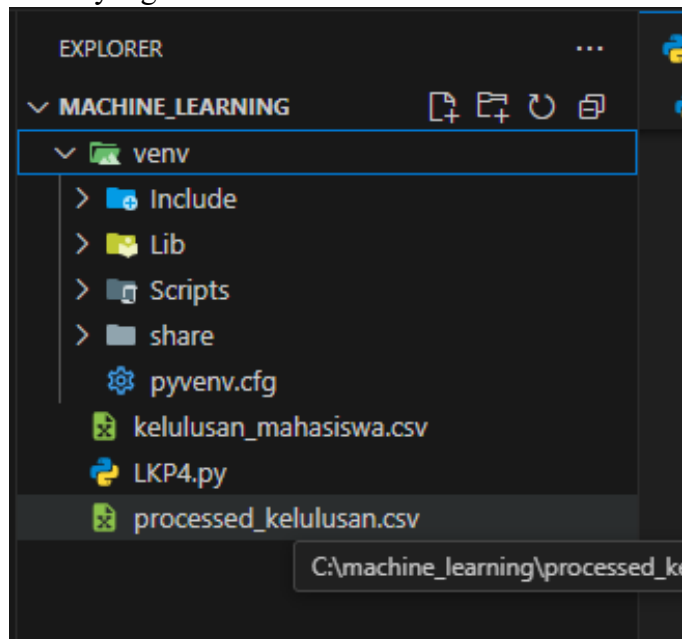 EXPLORER
MACHINE_LEARNING
venv
Include
Lib
Scripts
share
pyvenv.cfg
kelulusan_mahasiswa.csv
LKP4.py
processed_kelulusan.csv
C:\machine_learning\processed_ke